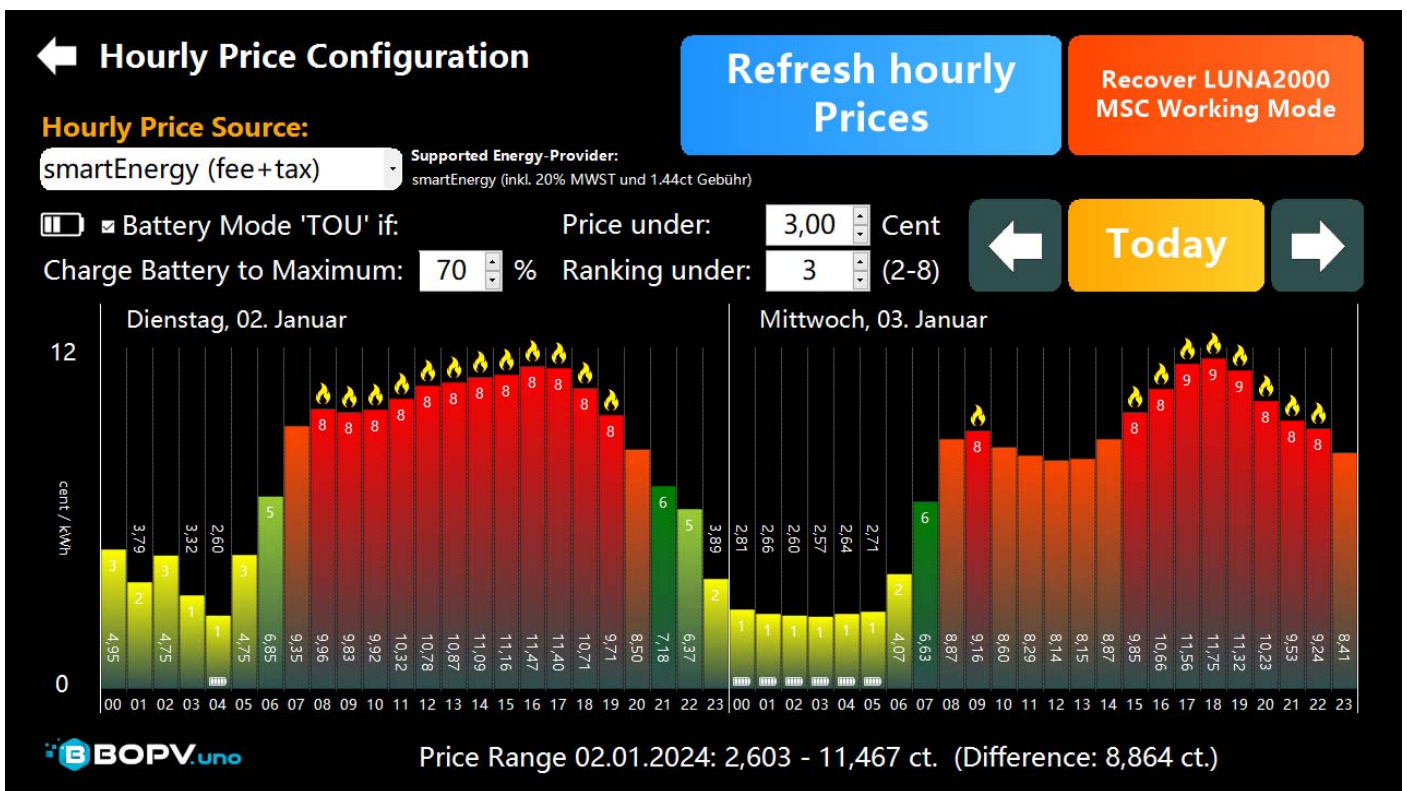 Hourly Price Configuration
Refresh hourly
Prices
Recover LUNA2000
MSC Working Mode
Hourly Price Source:
smartEnergy (fee+tax)
Supported Energy-Provider:
smartEnergy (inkl. 20% MWST und 1.44ct Gebühr)
Battery Mode 'TOU' if:
Price under: 3,00 Cent
Charge Battery to Maximum: 70 %
Ranking under: 3 (2-8)
Today
Dienstag, 02. Januar
Mittwoch, 03. Januar
12
cent / kWh
0
3 2 3 1 1 3 5 8 8 8 8 8 8 8 8 8 8 8 8 6 5 2 1 1 1 1 1 1 2 6 8 8 8 9 9 9 8 8 8
4,95 3,79 4,75 3,32 2,60 4,75 6,85 9,35 9,96 9,83 9,92 10,32 10,78 10,87 11,09 11,16 11,47 11,40 10,71 9,71 8,50 7,18 6,37 3,89 2,81 2,66 2,60 2,57 2,64 2,71 4,07 6,63 8,87 9,16 8,60 8,29 8,14 8,15 8,87 9,85 10,66 11,56 11,75 11,32 10,23 9,53 9,24 8,41
00 01 02 03 04 05 06 07 08 09 10 11 12 13 14 15 16 17 18 19 20 21 22 23 00 01 02 03 04 05 06 07 08 09 10 11 12 13 14 15 16 17 18 19 20 21 22 23
B BOPV.uno
Price Range 02.01.2024: 2,603 - 11,467 ct. (Difference: 8,864 ct.)